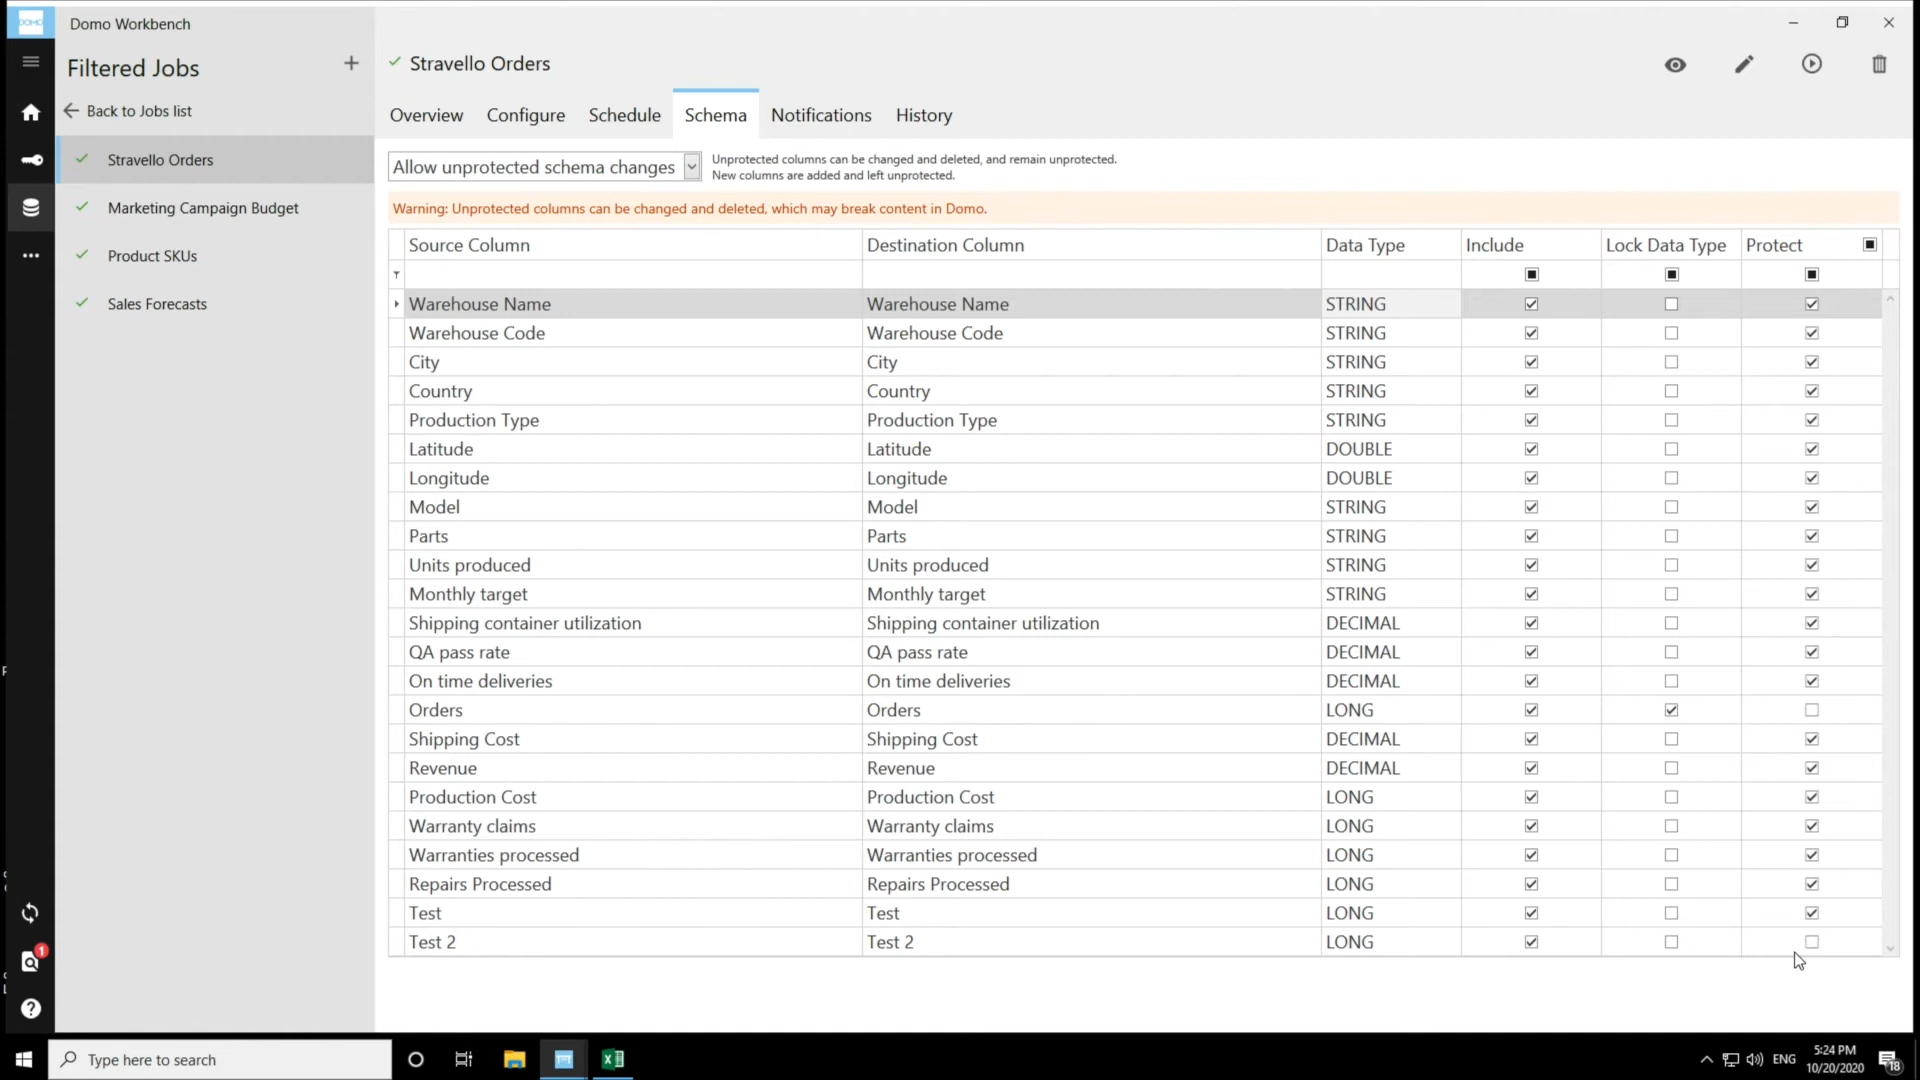 DOMO
Domo Workbench
Filtered Jobs
Back to Jobs list
Stravello Orders
Marketing Campaign Budget
Product SKUs
Sales Forecasts
Stravello Orders
Overview Configure Schedule Schema Notifications History
Allow unprotected schema changes
Unprotected columns can be changed and deleted, and remain unprotected.
New columns are added and left unprotected.
Warning: Unprotected columns can be changed and deleted, which may break content in Domo.
Source Column Destination Column Data Type Include Lock Data Type Protect
Warehouse Name Warehouse Name STRING
Warehouse Code Warehouse Code STRING
City City STRING
Country Country STRING
Production Type Production Type STRING
Latitude Latitude DOUBLE
Longitude Longitude DOUBLE
Model Model STRING
Parts Parts STRING
Units produced Units produced STRING
Monthly target Monthly target STRING
Shipping container utilization Shipping container utilization DECIMAL
QA pass rate QA pass rate DECIMAL
On time deliveries On time deliveries DECIMAL
Orders Orders LONG
Shipping Cost Shipping Cost DECIMAL
Revenue Revenue DECIMAL
Production Cost Production Cost LONG
Warranty claims Warranty claims LONG
Warranties processed Warranties processed LONG
Repairs Processed Repairs Processed LONG
Test Test LONG
Test 2 Test 2 LONG
1
Type here to search
ENG
5:24 PM
10/20/2020
18